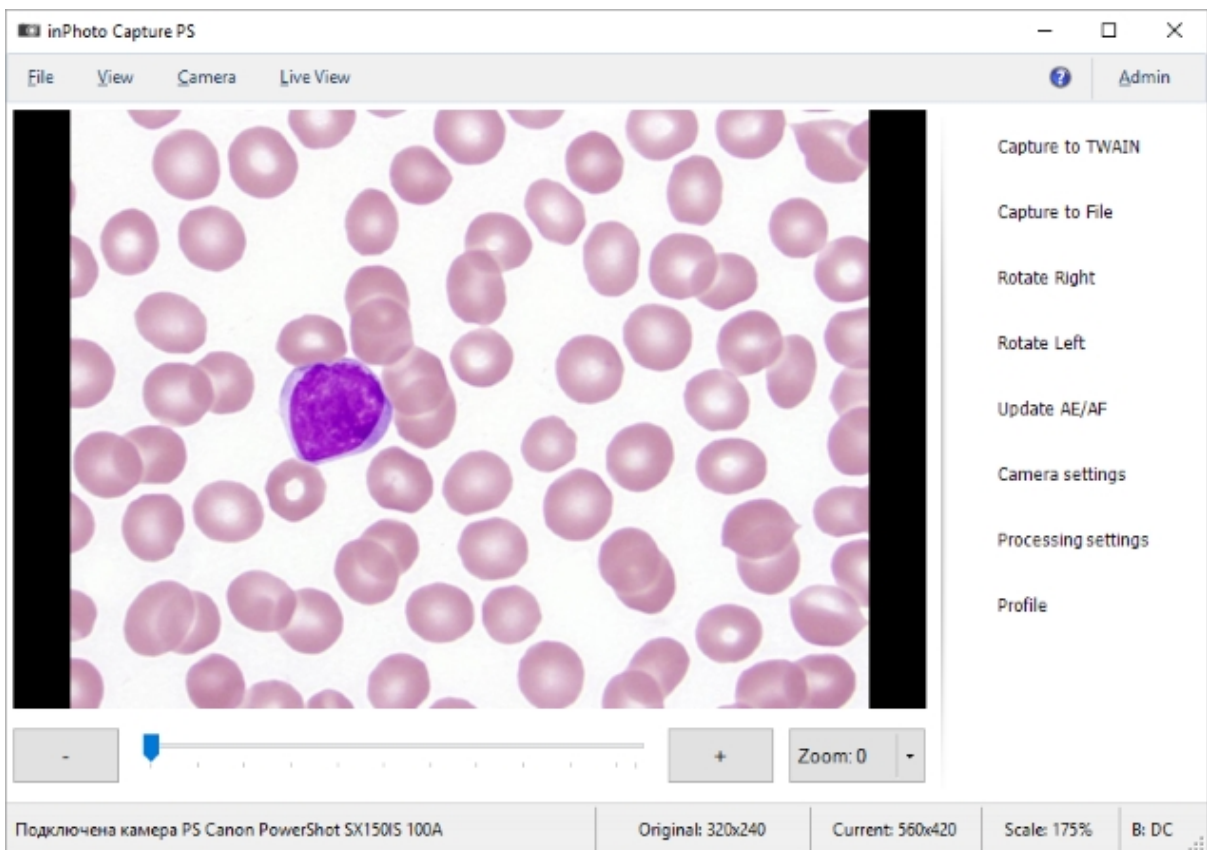 inPhoto Capture PS
File View Camera Live View Admin
Capture to TWAIN
Capture to File
Rotate Right
Rotate Left
Update AE/AF
Camera settings
Processing settings
Profile
- + Zoom: 0
Подключена камера PS Canon PowerShot SX150IS 100A Original: 320x240 Current: 560x420 Scale: 175% B: DC